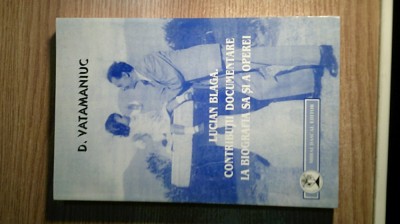 D. VATAMANIUC
LUCIAN BLAGA,
CONTRIBUȚII DOCUMENTARE
LA BIOGRAFIA SA ȘI A OPEREI